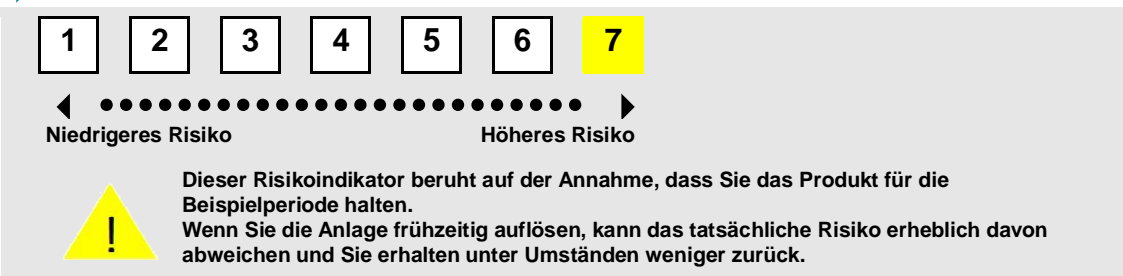 1 2 3 4 5 6 7
Niedrigeres Risiko Höheres Risiko
Dieser Risikoindikator beruht auf der Annahme, dass Sie das Produkt für die
Beispielperiode halten.
Wenn Sie die Anlage frühzeitig auflösen, kann das tatsächliche Risiko erheblich davon
abweichen und Sie erhalten unter Umständen weniger zurück.
!